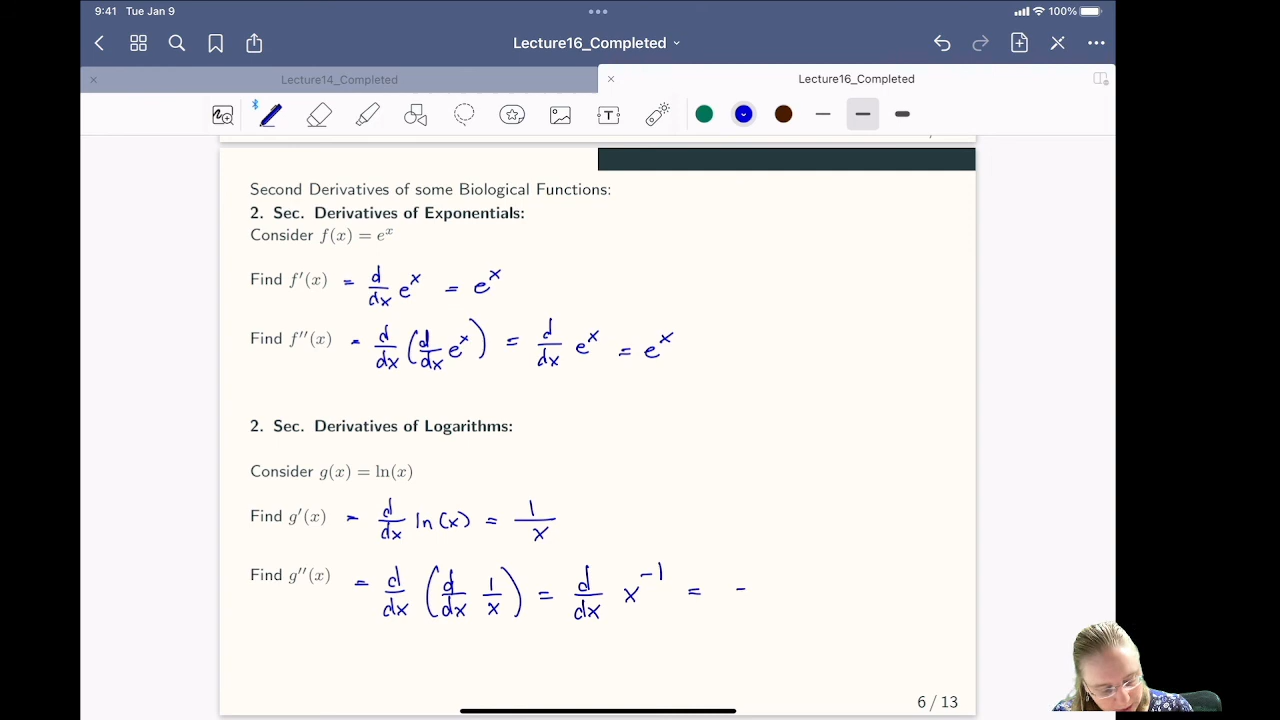 9:41 Tue Jan 9
100%
Lecture16_Completed
Lecture14_Completed
Lecture16_Completed
Second Derivatives of some Biological Functions:
2. Sec. Derivatives of Exponentials:
Consider f(x) = e^x
Find f′(x) = d/dx e^x = e^x
Find f′′(x) = d/dx (d/dx e^x) = d/dx e^x = e^x
2. Sec. Derivatives of Logarithms:
Consider g(x) = ln(x)
Find g′(x) = d/dx ln(x) = 1/x
Find g′′(x) = d/dx (d/dx 1/x) = d/dx x^-1 = -
6 / 13